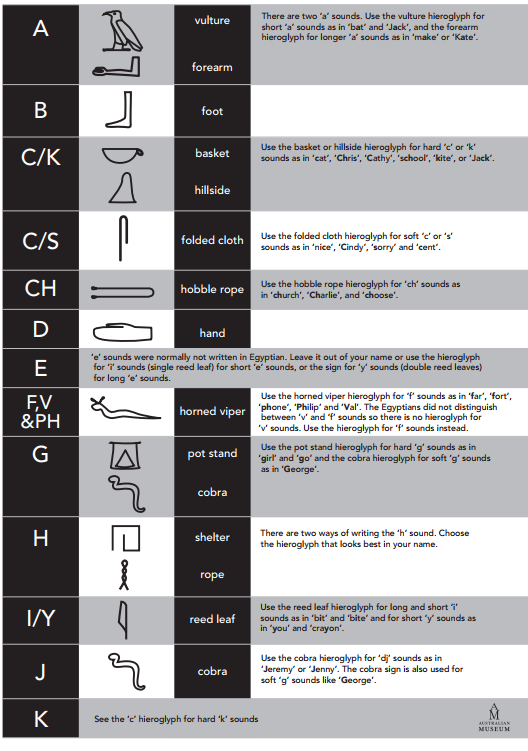 A
vulture
forearm
There are two ‘a’ sounds. Use the vulture hieroglyph for
short ‘a’ sounds as in ‘bat’ and ‘Jack’, and the forearm
hieroglyph for longer ‘a’ sounds as in ‘make’ or ‘Kate’.
B
foot
C/K
basket
hillside
Use the basket or hillside hieroglyph for hard ‘c’ or ‘k’
sounds as in ‘cat’, ‘Chris’, ‘Cathy’, ‘school’, ‘kite’, or ‘Jack’.
C/S
folded cloth
Use the folded cloth hieroglyph for soft ‘c’ or ‘s’
sounds as in ‘nice’, ‘Cindy’, ‘sorry’ and ‘cent’.
CH
hobble rope
Use the hobble rope hieroglyph for ‘ch’ sounds as
in ‘church’, ‘Charlie’, and ‘choose’.
D
hand
E
‘e’ sounds were normally not written in Egyptian. Leave it out of your name or use the hieroglyph
for ‘i’ sounds (single reed leaf) for short ‘e’ sounds, or the sign for ‘y’ sounds (double reed leaves)
for long ‘e’ sounds.
F,V
&PH
horned viper
Use the horned viper hieroglyph for ‘f’ sounds as in ‘far’, ‘fort’,
‘phone’, ‘Philip’ and ‘Val’. The Egyptians did not distinguish
between ‘v’ and ‘f’ sounds so there is no hieroglyph for
‘v’ sounds. Use the hieroglyph for ‘f’ sounds instead.
G
pot stand
cobra
Use the pot stand hieroglyph for hard ‘g’ sounds as in
‘girl’ and ‘go’ and the cobra hieroglyph for soft ‘g’ sounds
as in ‘George’.
H
shelter
rope
There are two ways of writing the ‘h’ sound. Choose
the hieroglyph that looks best in your name.
I/Y
reed leaf
Use the reed leaf hieroglyph for long and short ‘i’
sounds as in ‘bit’ and ‘bite’ and for short ‘y’ sounds as
in ‘you’ and ‘crayon’.
J
cobra
Use the cobra hieroglyph for ‘dj’ sounds as in
‘Jeremy’ or ‘Jenny’. The cobra sign is also used for
soft ‘g’ sounds like ‘George’.
K
See the ‘c’ hieroglyph for hard ‘k’ sounds
AUSTRALIAN
MUSEUM